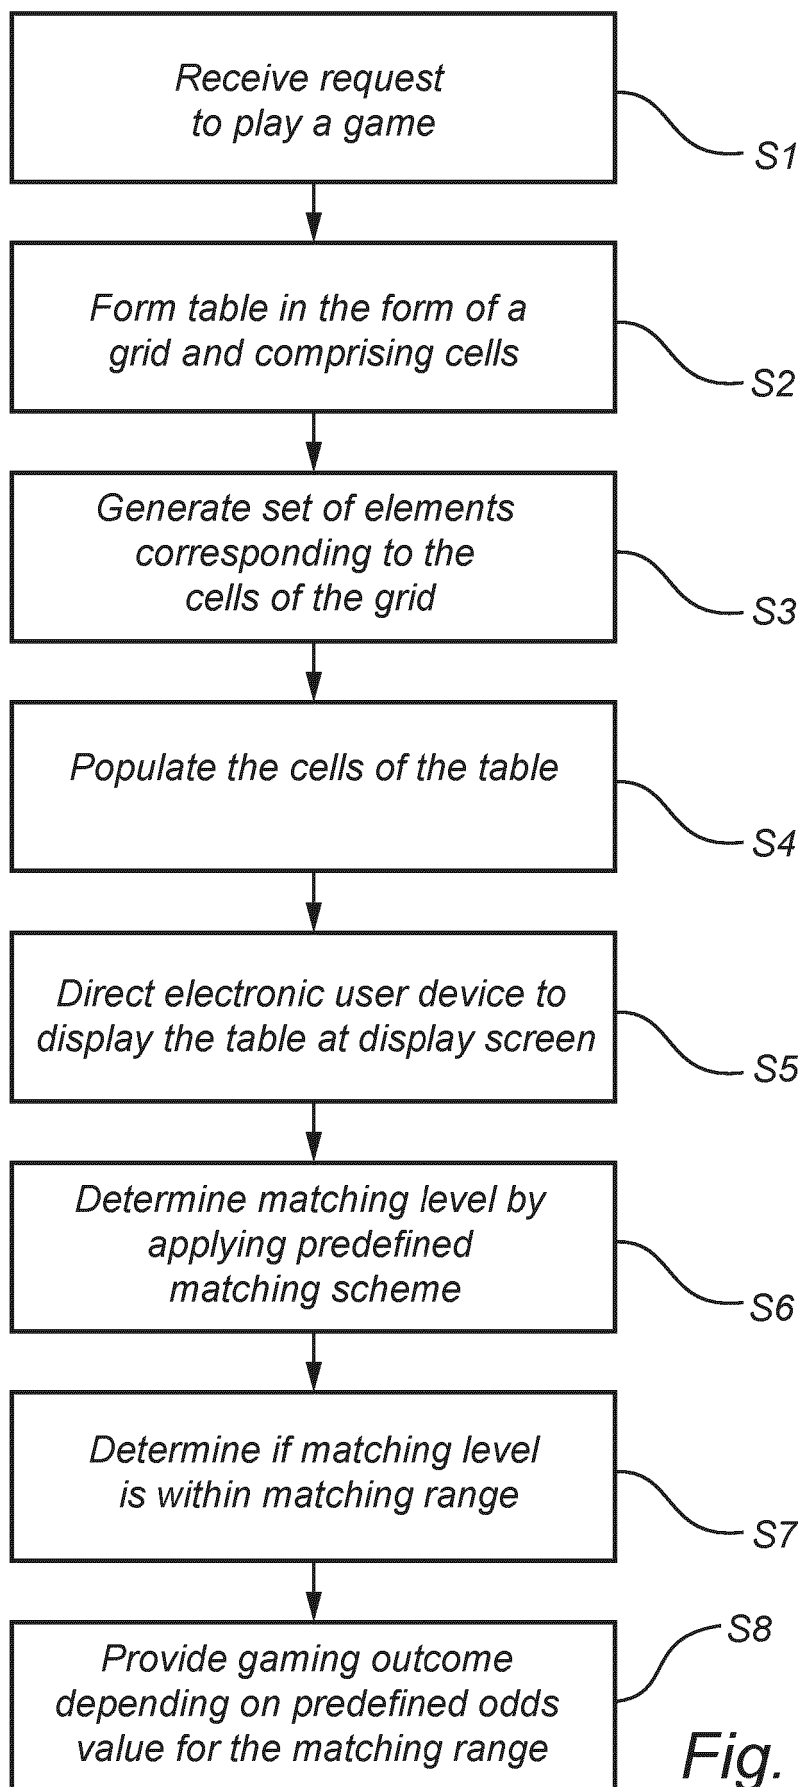 Receive request
to play a game
S1
Form table in the form of a
grid and comprising cells
S2
Generate set of elements
corresponding to the
cells of the grid
S3
Populate the cells of the table
S4
Direct electronic user device to
display the table at display screen
S5
Determine matching level by
applying predefined
matching scheme
S6
Determine if matching level
is within matching range
S7
Provide gaming outcome
depending on predefined odds
value for the matching range
S8
Fig.